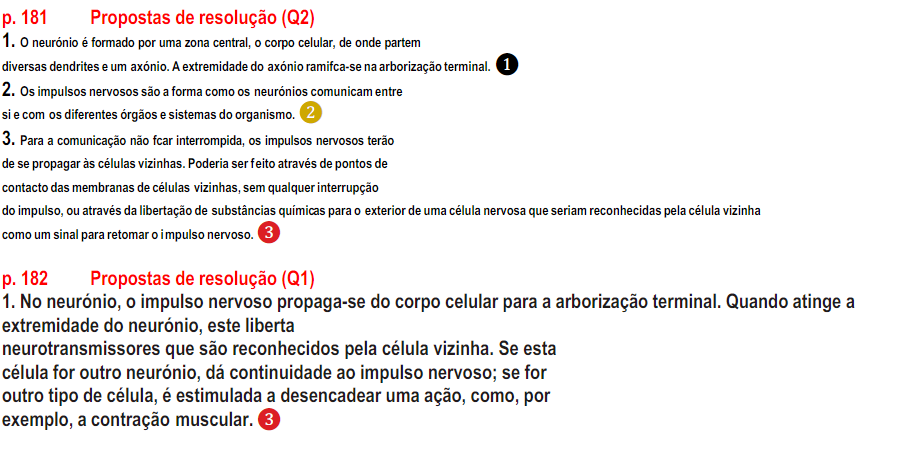 p. 181 Propostas de resolução (Q2)
1. O neurónio é formado por uma zona central, o corpo celular, de onde partem
diversas dendrites e um axónio. A extremidade do axónio ramifca-se na arborização terminal. 1
2. Os impulsos nervosos são a forma como os neurónios comunicam entre
si e com os diferentes órgãos e sistemas do organismo. 2
3. Para a comunicação não fcar interrompida, os impulsos nervosos terão
de se propagar às células vizinhas. Poderia ser feito através de pontos de
contacto das membranas de células vizinhas, sem qualquer interrupção
do impulso, ou através da libertação de substâncias químicas para o exterior de uma célula nervosa que seriam reconhecidas pela célula vizinha
como um sinal para retomar o impulso nervoso. 3
p. 182 Propostas de resolução (Q1)
1. No neurónio, o impulso nervoso propaga-se do corpo celular para a arborização terminal. Quando atinge a
extremidade do neurónio, este liberta
neurotransmissores que são reconhecidos pela célula vizinha. Se esta
célula for outro neurónio, dá continuidade ao impulso nervoso; se for
outro tipo de célula, é estimulada a desencadear uma ação, como, por
exemplo, a contração muscular. 3